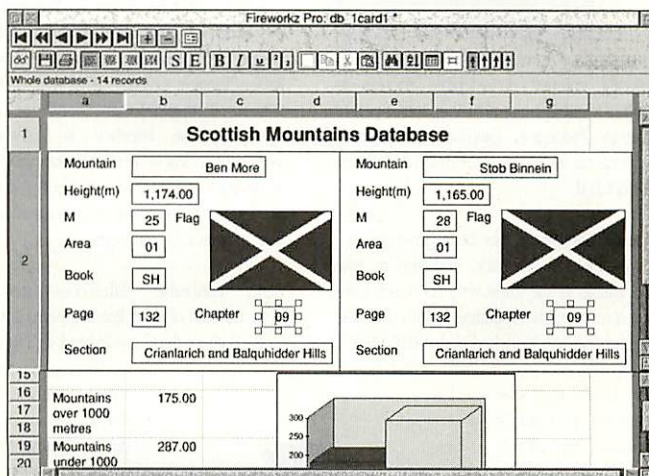 Fireworkz Pro: db_1card1 *
S E B I u ² ₂
Whole database - 14 records
a b c d e f g
1 Scottish Mountains Database
2
Mountain Ben More
Height(m) 1,174.00
M 25 Flag
Area 01
Book SH
Page 132 Chapter 09
Section Crianlarich and Balquhidder Hills
Mountain Stob Binnein
Height(m) 1,165.00
M 28 Flag
Area 01
Book SH
Page 132 Chapter 09
Section Crianlarich and Balquhidder Hills
15
16 Mountains 175.00
17 over 1000
18 metres
19 Mountains 287.00
20 under 1000
300
250
200